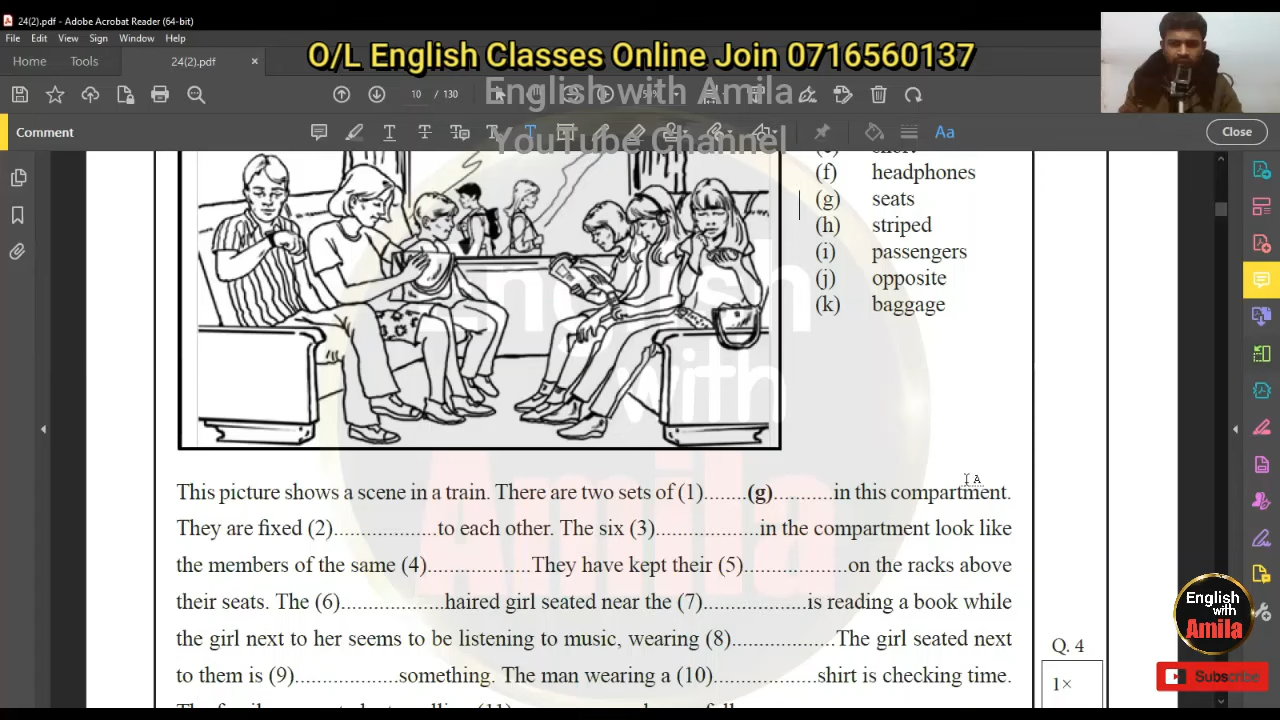 24(2).pdf - Adobe Acrobat Reader (64-bit)
File Edit View Sign Window Help
O/L English Classes Online Join 0716560137
Home Tools 24(2).pdf ×
10 / 130
English with Amila
YouTube Channel
Comment
Aa
Close
(f) headphones
(g) seats
(h) striped
(i) passengers
(j) opposite
(k) baggage
English
with
Amila
This picture shows a scene in a train. There are two sets of (1)........(g)...........in this compartment.
They are fixed (2)...................to each other. The six (3)...................in the compartment look like
the members of the same (4)...................They have kept their (5)...................on the racks above
their seats. The (6)...................haired girl seated near the (7)...................is reading a book while
the girl next to her seems to be listening to music, wearing (8)...................The girl seated next
to them is (9)...................something. The man wearing a (10)...................shirt is checking time.
Q. 4
1×
English
with
Amila
Subscribe